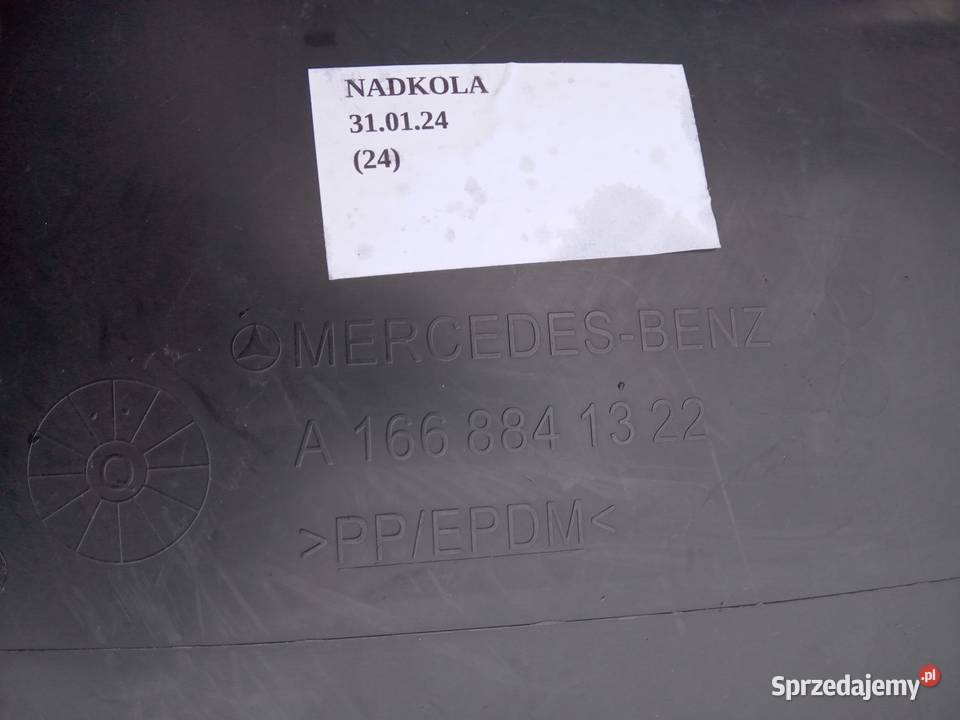 NADKOLA
31.01.24
(24)
MERCEDES-BENZ
A 166 884 13 22
Q
>PP/EPDM<
Sprzedajemy.pl